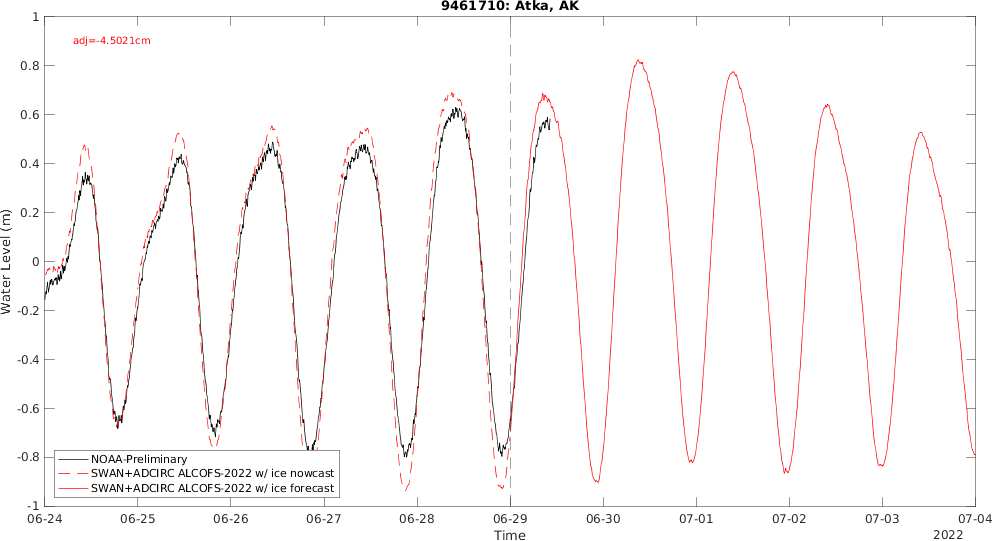 9461710: Atka, AK
adj=-4.5021cm
Water Level (m)
1
0.8
0.6
0.4
0.2
0
-0.2
-0.4
-0.6
-0.8
-1
NOAA-Preliminary
SWAN+ADCIRC ALCOFS-2022 w/ ice nowcast
SWAN+ADCIRC ALCOFS-2022 w/ ice forecast
06-24 06-25 06-26 06-27 06-28 06-29 06-30 07-01 07-02 07-03 07-04
Time
2022